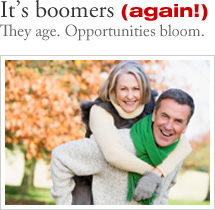 It's boomers (again!)
They age. Opportunities bloom.